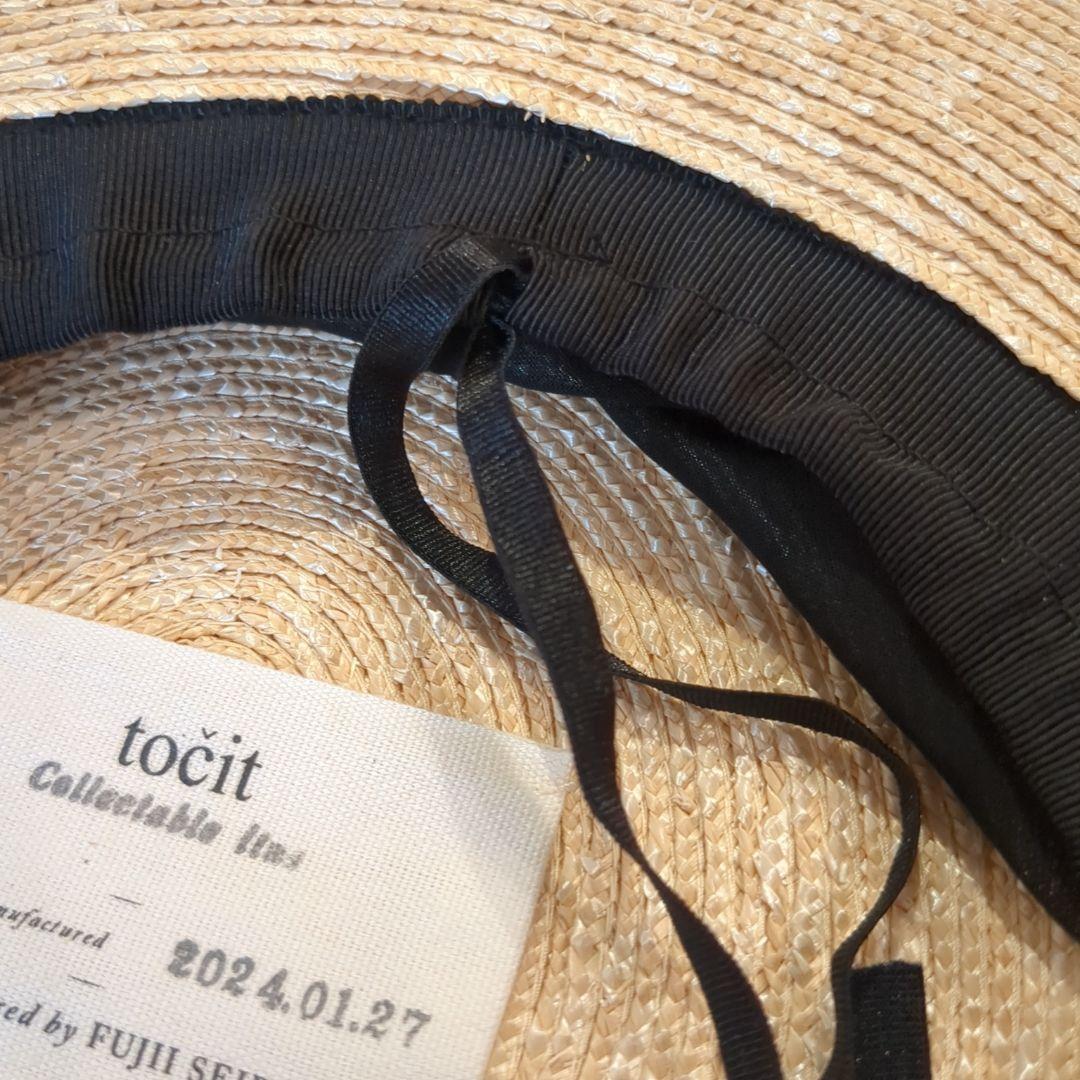 točit
Collectable line
nufactured
2024.01.27
ed by FUJII SEI